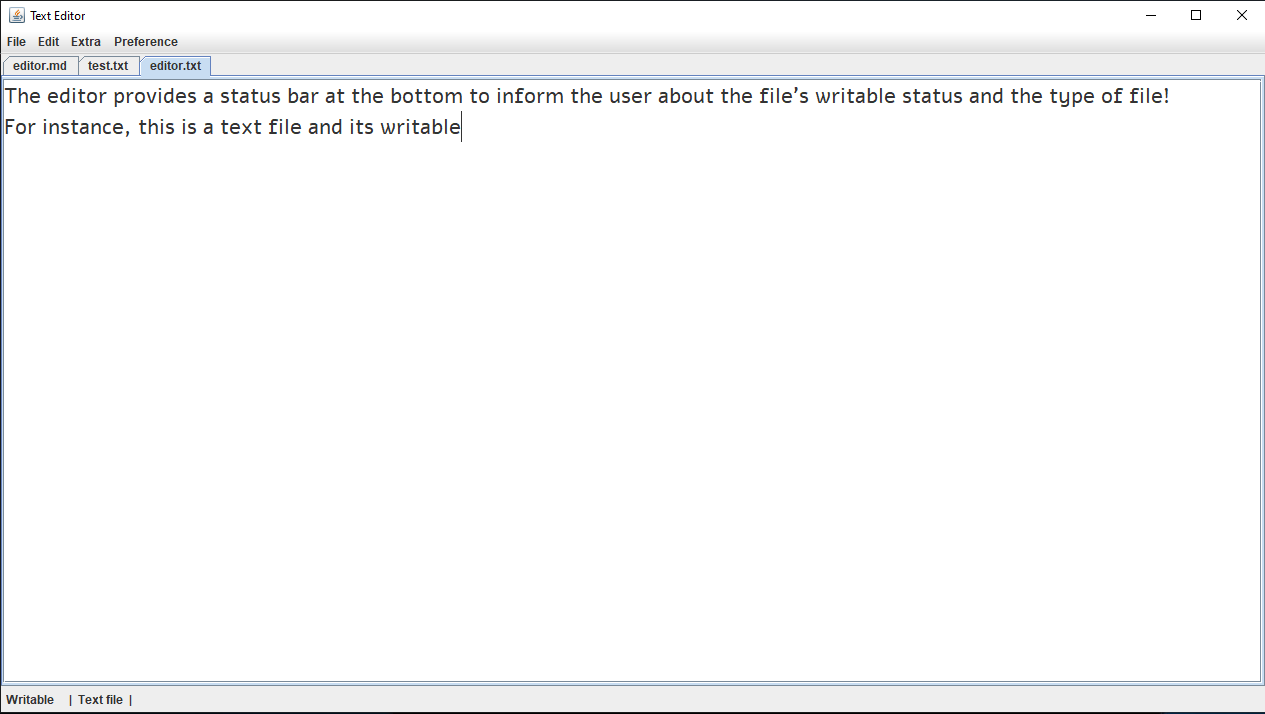 Text Editor
File Edit Extra Preference
editor.md test.txt editor.txt
The editor provides a status bar at the bottom to inform the user about the file's writable status and the type of file!
For instance, this is a text file and its writable
Writable | Text file |